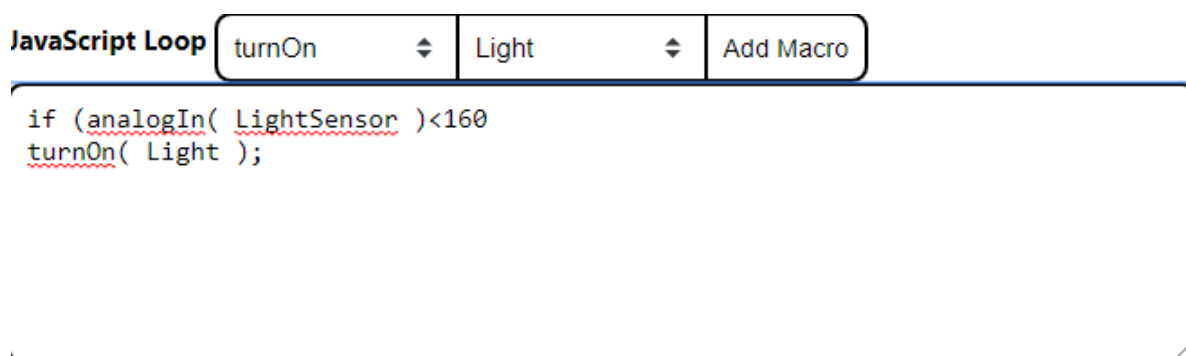 JavaScript Loop turnOn Light Add Macro
if (analogIn( LightSensor )<160
turnOn( Light );